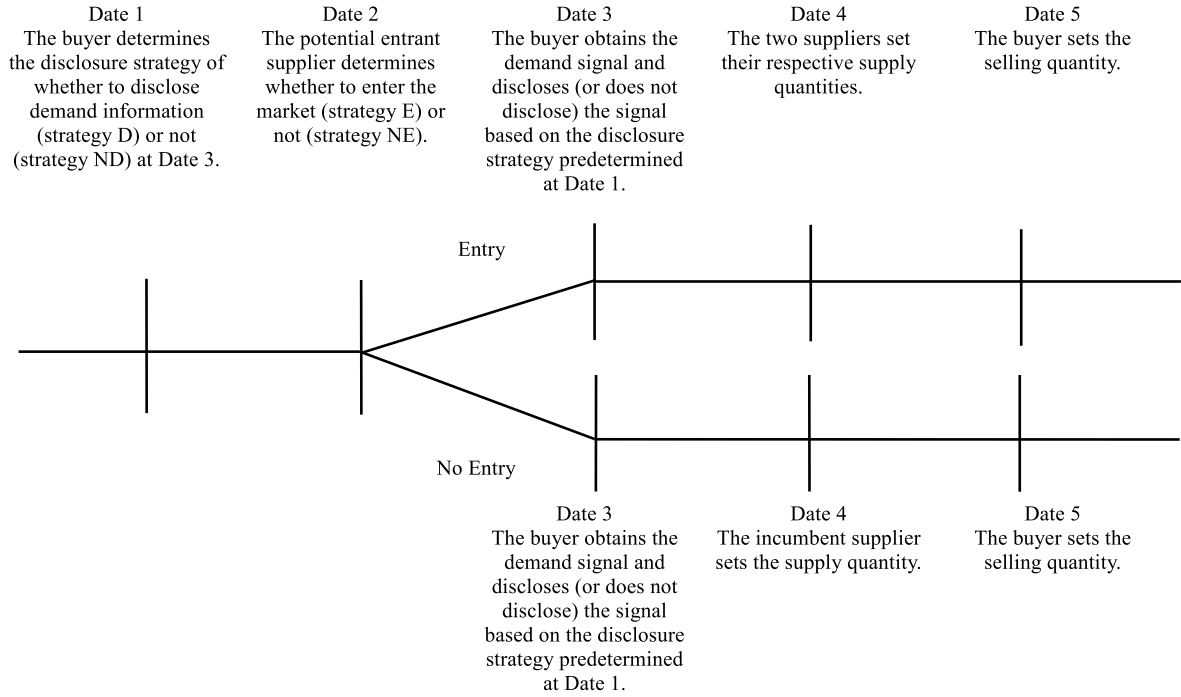 Date 1
The buyer determines
the disclosure strategy of
whether to disclose
demand information
(strategy D) or not
(strategy ND) at Date 3.
Date 2
The potential entrant
supplier determines
whether to enter the
market (strategy E) or
not (strategy NE).
Date 3
The buyer obtains the
demand signal and
discloses (or does not
disclose) the signal
based on the disclosure
strategy predetermined
at Date 1.
Date 4
The two suppliers set
their respective supply
quantities.
Date 5
The buyer sets the
selling quantity.
Entry
No Entry
Date 3
The buyer obtains the
demand signal and
discloses (or does not
disclose) the signal
based on the disclosure
strategy predetermined
at Date 1.
Date 4
The incumbent supplier
sets the supply quantity.
Date 5
The buyer sets the
selling quantity.